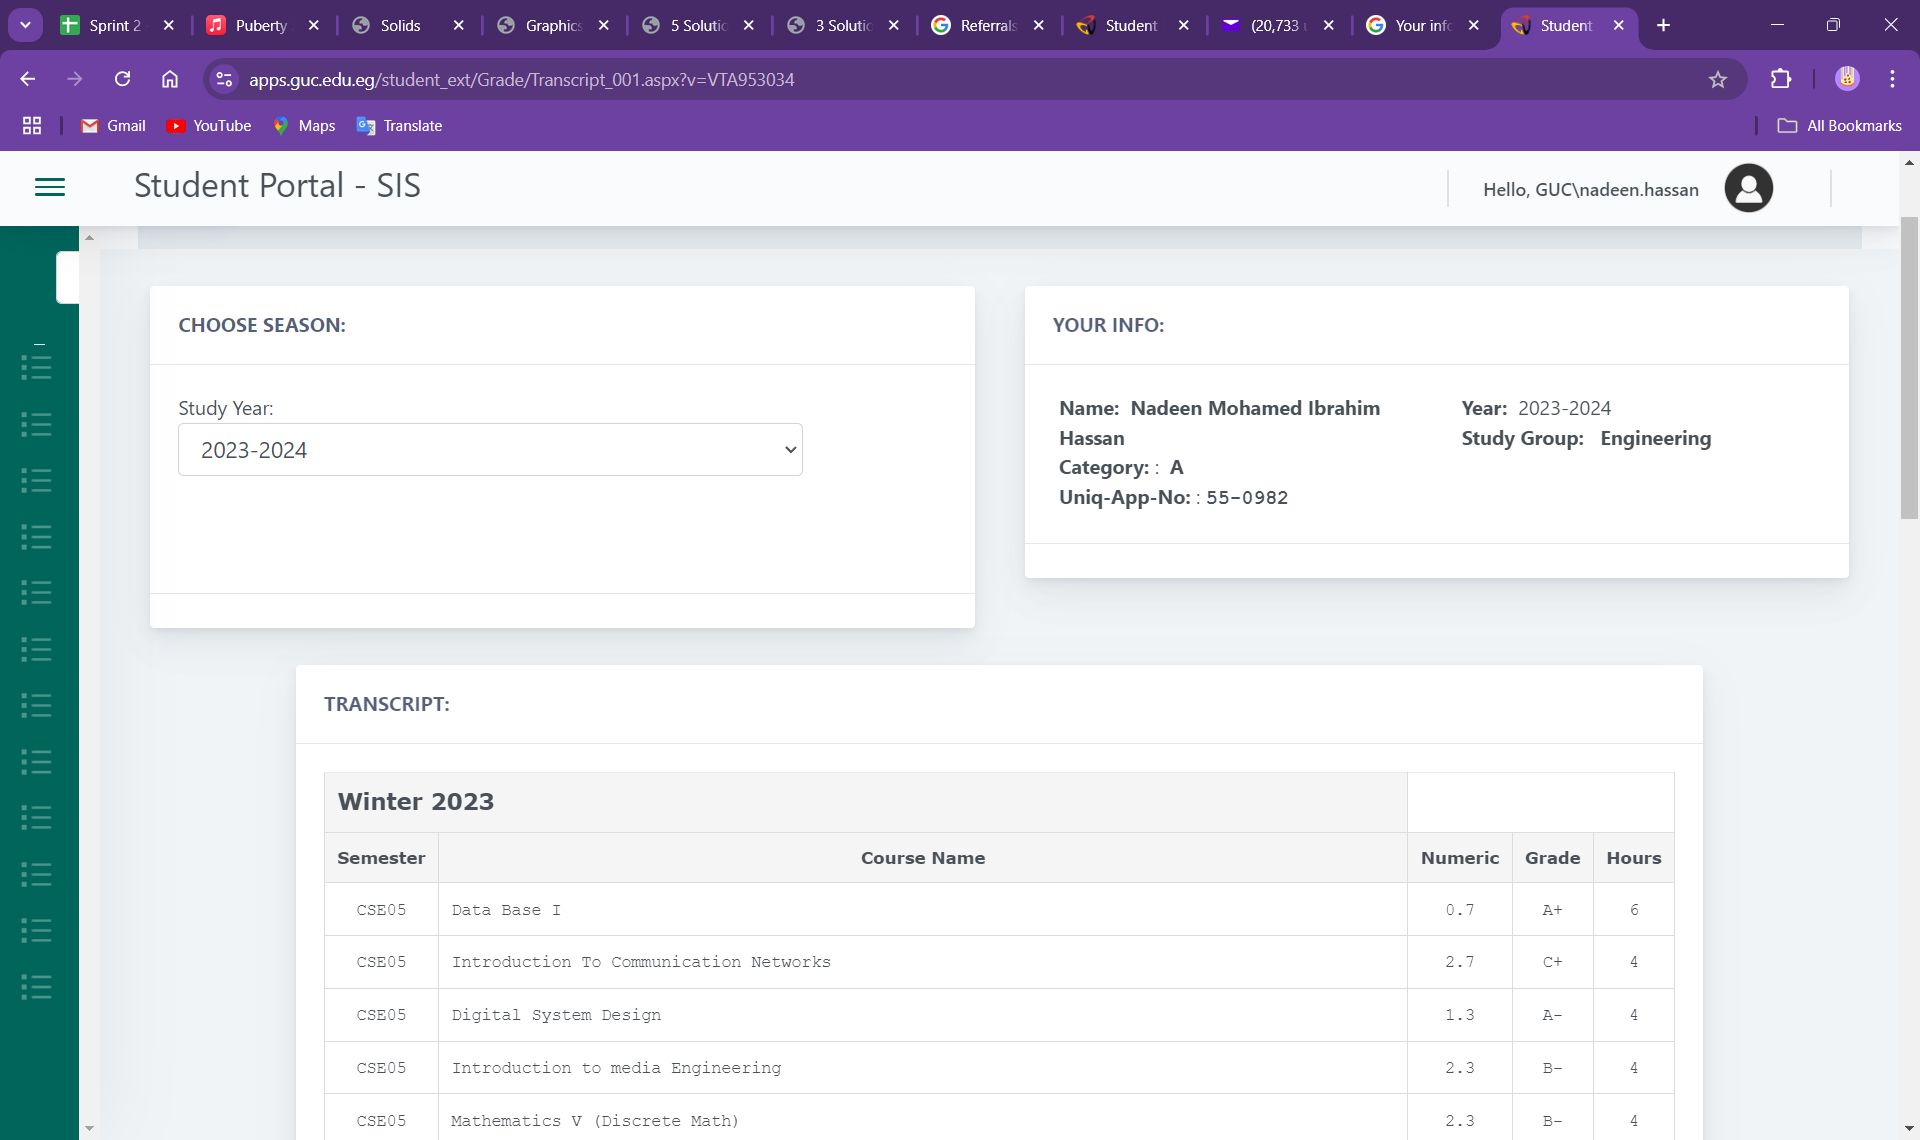 Sprint 2
Puberty
Solids
Graphics
5 Solutic
3 Solutic
Referrals
Student
(20,733 u
Your info
Student
apps.guc.edu.eg/student_ext/Grade/Transcript_001.aspx?v=VTA953034
Gmail YouTube Maps Translate All Bookmarks
Student Portal - SIS
Hello, GUC\nadeen.hassan
CHOOSE SEASON:
Study Year:
2023-2024
YOUR INFO:
Name: Nadeen Mohamed Ibrahim
Hassan
Category: : A
Uniq-App-No: : 55-0982
Year: 2023-2024
Study Group: Engineering
TRANSCRIPT:
Winter 2023
Semester Course Name Numeric Grade Hours
CSE05 Data Base I 0.7 A+ 6
CSE05 Introduction To Communication Networks 2.7 C+ 4
CSE05 Digital System Design 1.3 A- 4
CSE05 Introduction to media Engineering 2.3 B- 4
CSE05 Mathematics V (Discrete Math) 2.3 B- 4